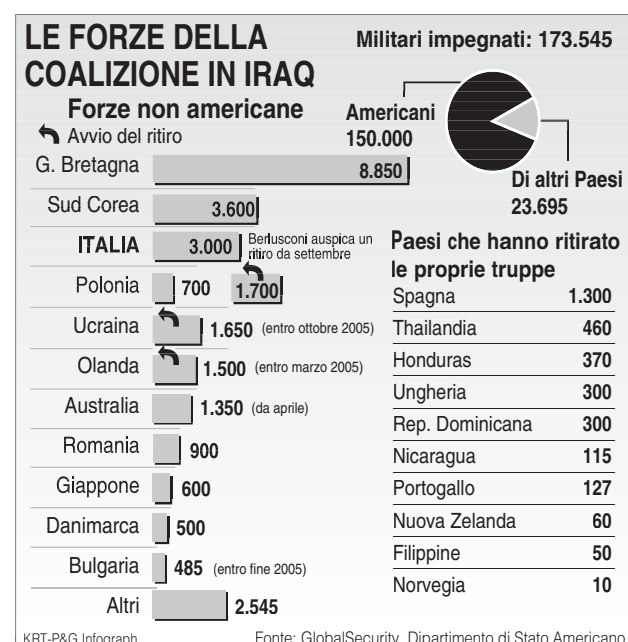 LE FORZE DELLA
COALIZIONE IN IRAQ
Forze non americane
Avvio del ritiro
G. Bretagna 8.850
Sud Corea 3.600
ITALIA 3.000 Berlusconi auspica un
ritiro da settembre
Polonia 700 1.700
Ucraina 1.650 (entro ottobre 2005)
Olanda 1.500 (entro marzo 2005)
Australia 1.350 (da aprile)
Romania 900
Giappone 600
Danimarca 500
Bulgaria 485 (entro fine 2005)
Altri 2.545
Militari impegnati: 173.545
Americani
150.000
Di altri Paesi
23.695
Paesi che hanno ritirato
le proprie truppe
Spagna 1.300
Thailandia 460
Honduras 370
Ungheria 300
Rep. Dominicana 300
Nicaragua 115
Portogallo 127
Nuova Zelanda 60
Filippine 50
Norvegia 10
KRT-P&G Infograph
Fonte: GlobalSecurity, Dipartimento di Stato Americano